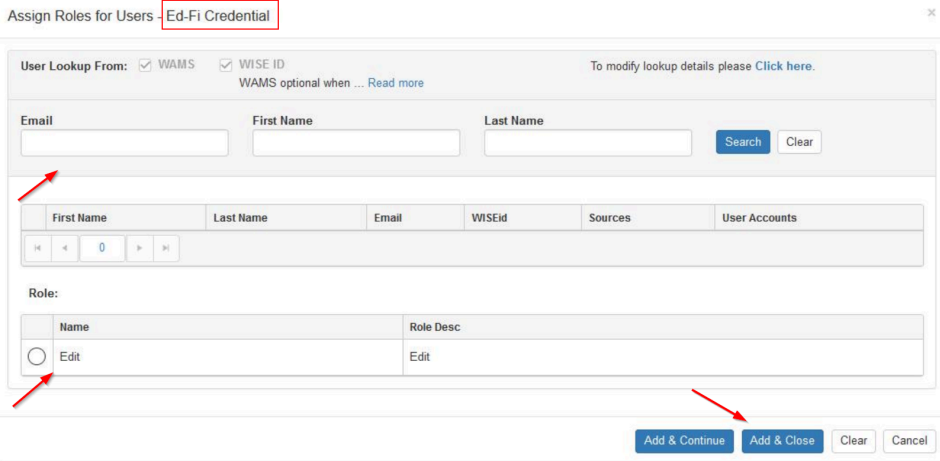 Assign Roles for Users - Ed-Fi Credential ×
User Lookup From: WAMS WISE ID To modify lookup details please Click here.
WAMS optional when ... Read more
Email First Name Last Name
Search Clear
First Name Last Name Email WISEid Sources User Accounts
0
Role:
Name Role Desc
Edit Edit
Add & Continue Add & Close Clear Cancel